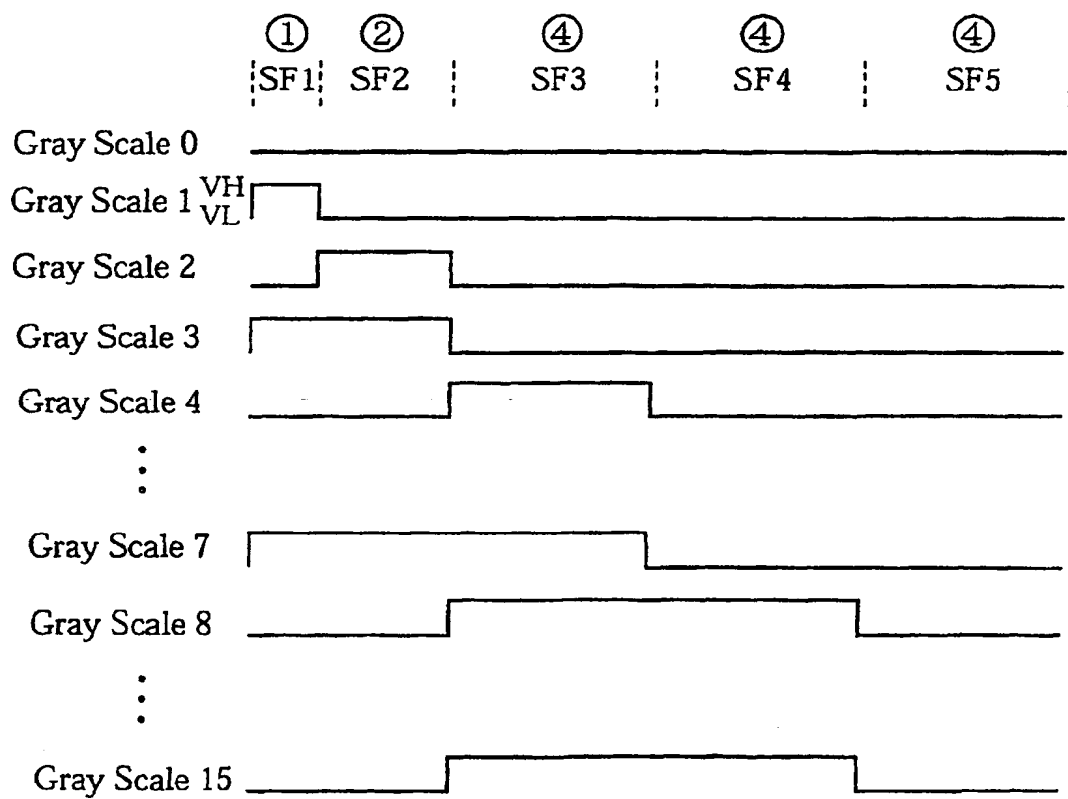 ① ② ④ ④ ④
SF1 SF2 SF3 SF4 SF5
Gray Scale 0
Gray Scale 1 VH
VL
Gray Scale 2
Gray Scale 3
Gray Scale 4
Gray Scale 7
Gray Scale 8
Gray Scale 15